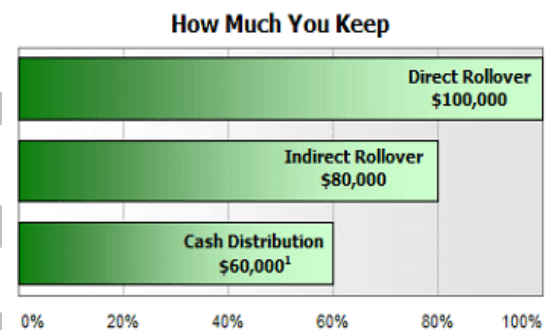 How Much You Keep
Direct Rollover
$100,000
Indirect Rollover
$80,000
Cash Distribution
$60,000¹
0% 20% 40% 60% 80% 100%